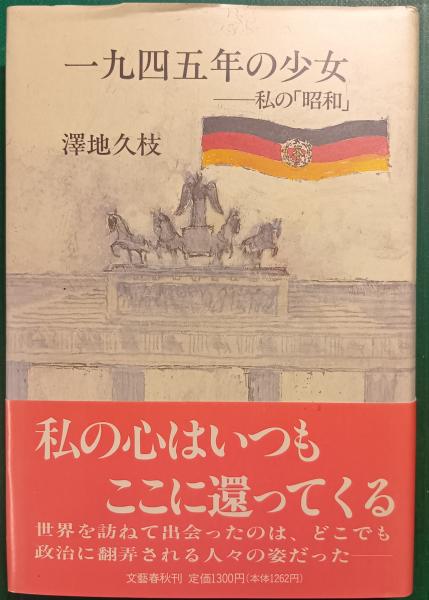 一九四五年の少女
――私の「昭和」
澤地久枝
私の心はいつも
ここに還ってくる
世界を訪ねて出会ったのは、どこでも
政治に翻弄される人々の姿だった――
文藝春秋刊 定価1300円(本体1262円)